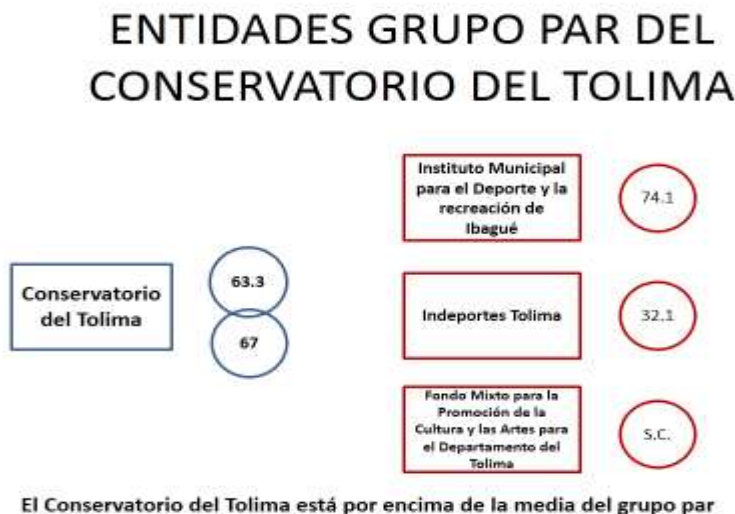 ENTIDADES GRUPO PAR DEL
CONSERVATORIO DEL TOLIMA
Conservatorio
del Tolima
63.3
67
Instituto Municipal
para el Deporte y la
recreación de
Ibagué
74.1
Indeportes Tolima
32.1
Fondo Mixto para la
Promoción de la
Cultura y las Artes para
el Departamento del
Tolima
S.C.
El Conservatorio del Tolima está por encima de la media del grupo par